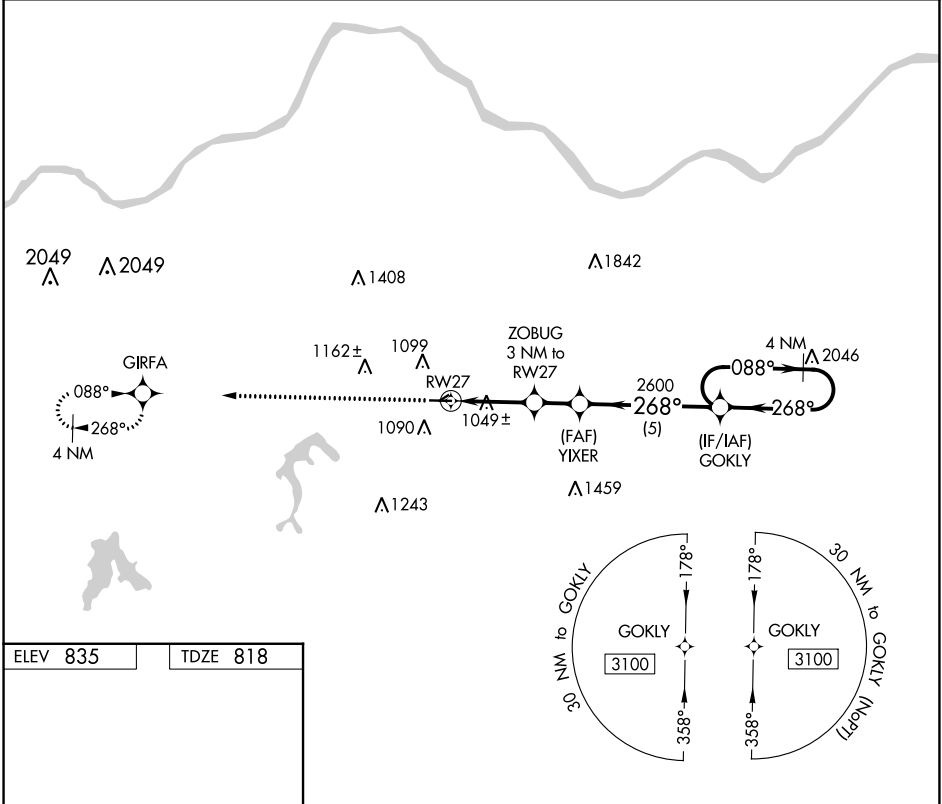 2049
2049
1408
1842
ZOBUG
3 NM to
RW27
4 NM
2046
088°
1162±
1099
GIRFA
RW27
2600
088°
268°
268°
268°
1090
1049±
(5)
4 NM
(FAF)
YIXER
(IF/IAF)
GOKLY
1459
1243
30 NM to GOKLY
178°
GOKLY
3100
358°
178°
GOKLY
3100
358°
30 NM to GOKLY (NoPT)
ELEV 835
TDZE 818